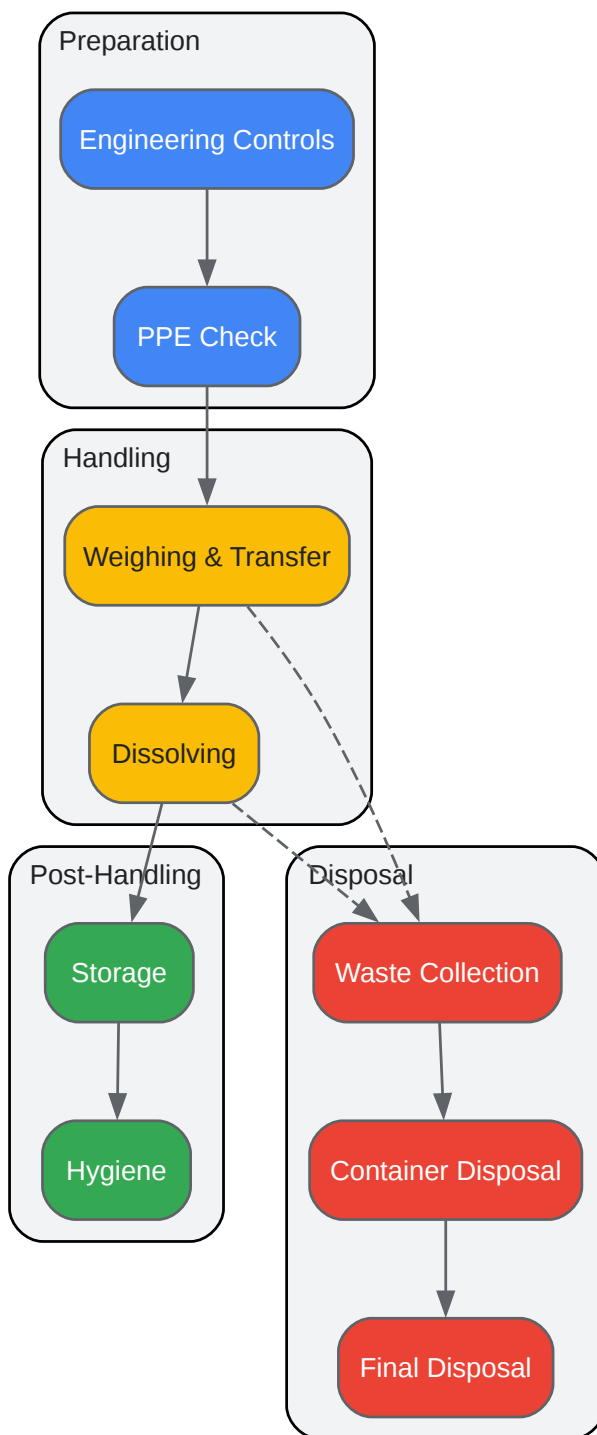 Preparation
Engineering Controls
PPE Check
Handling
Weighing & Transfer
Dissolving
Post-Handling
Storage
Hygiene
Disposal
Waste Collection
Container Disposal
Final Disposal